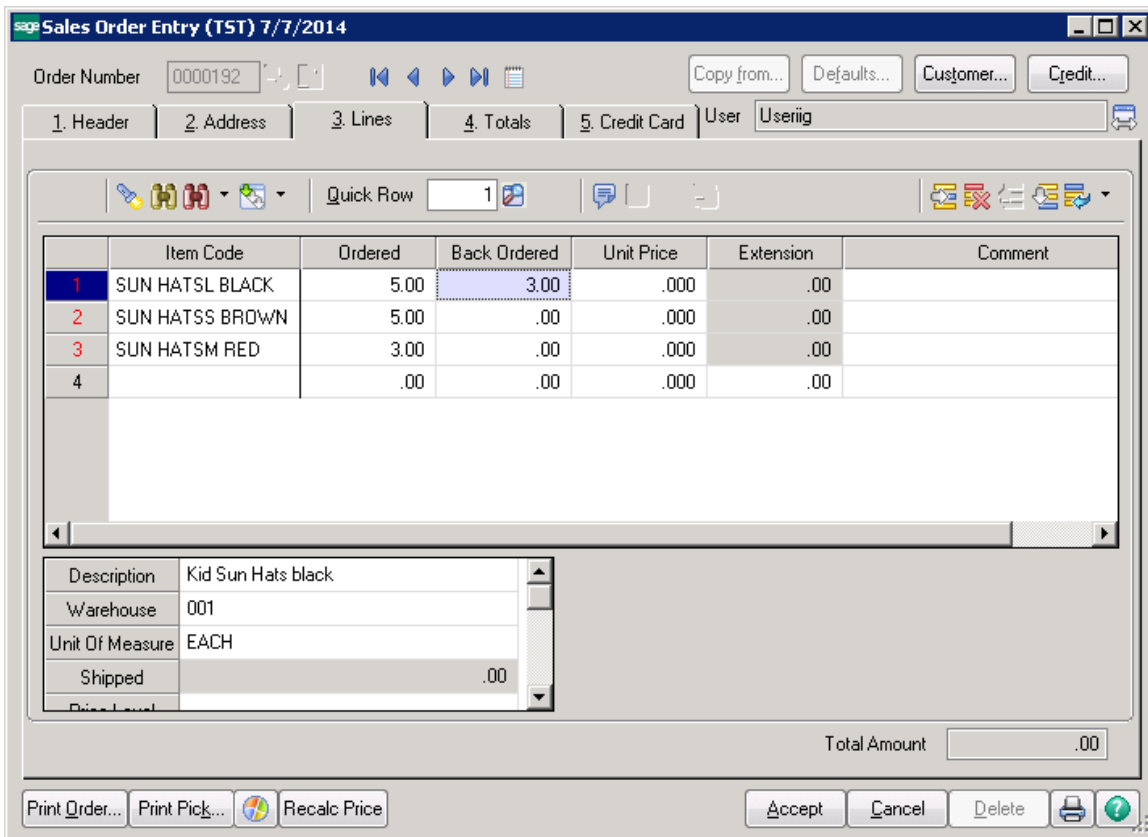 sage Sales Order Entry (TST) 7/7/2014
Order Number 0000192 Copy from... Defaults... Customer... Credit...
1. Header 2. Address 3. Lines 4. Totals 5. Credit Card User Useriig
Quick Row 1
Item Code Ordered Back Ordered Unit Price Extension Comment
1 SUN HATSL BLACK 5.00 3.00 .000 .00
2 SUN HATSS BROWN 5.00 .00 .000 .00
3 SUN HATSM RED 3.00 .00 .000 .00
4 .00 .00 .000 .00
Description Kid Sun Hats black
Warehouse 001
Unit Of Measure EACH
Shipped .00
Price Level
Total Amount .00
Print Order... Print Pick... Recalc Price Accept Cancel Delete